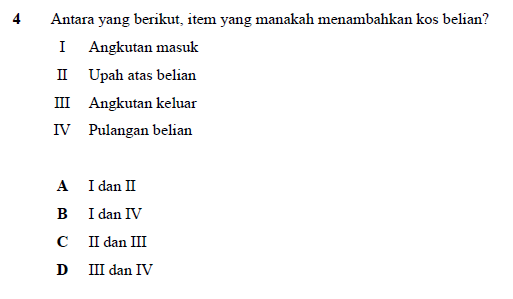 4 Antara yang berikut, item yang manakah menambahkan kos belian?
I Angkutan masuk
II Upah atas belian
III Angkutan keluar
IV Pulangan belian
A I dan II
B I dan IV
C II dan III
D III dan IV